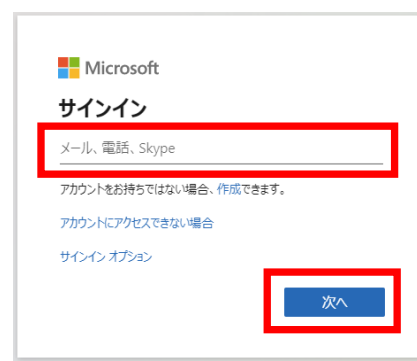 Microsoft
サインイン
メール、電話、Skype
アカウントをお持ちではない場合、作成できます。
アカウントにアクセスできない場合
サインイン オプション
次へ